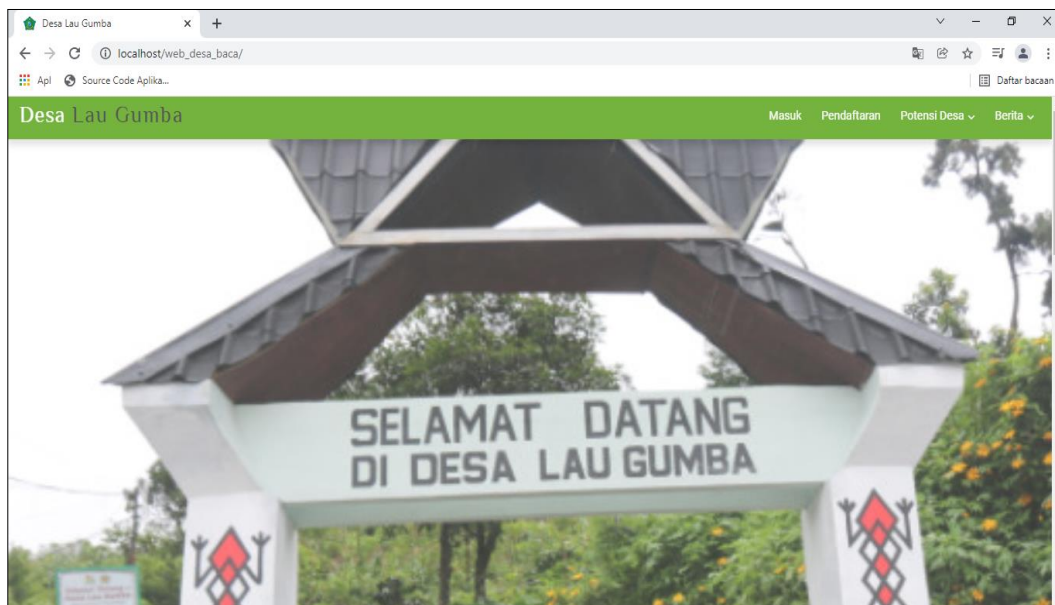 Desa Lau Gumba
localhost/web_desa_baca/
Apl Source Code Aplika... Daftar bacaan
Desa Lau Gumba Masuk Pendaftaran Potensi Desa Berita
SELAMAT DATANG
DI DESA LAU GUMBA